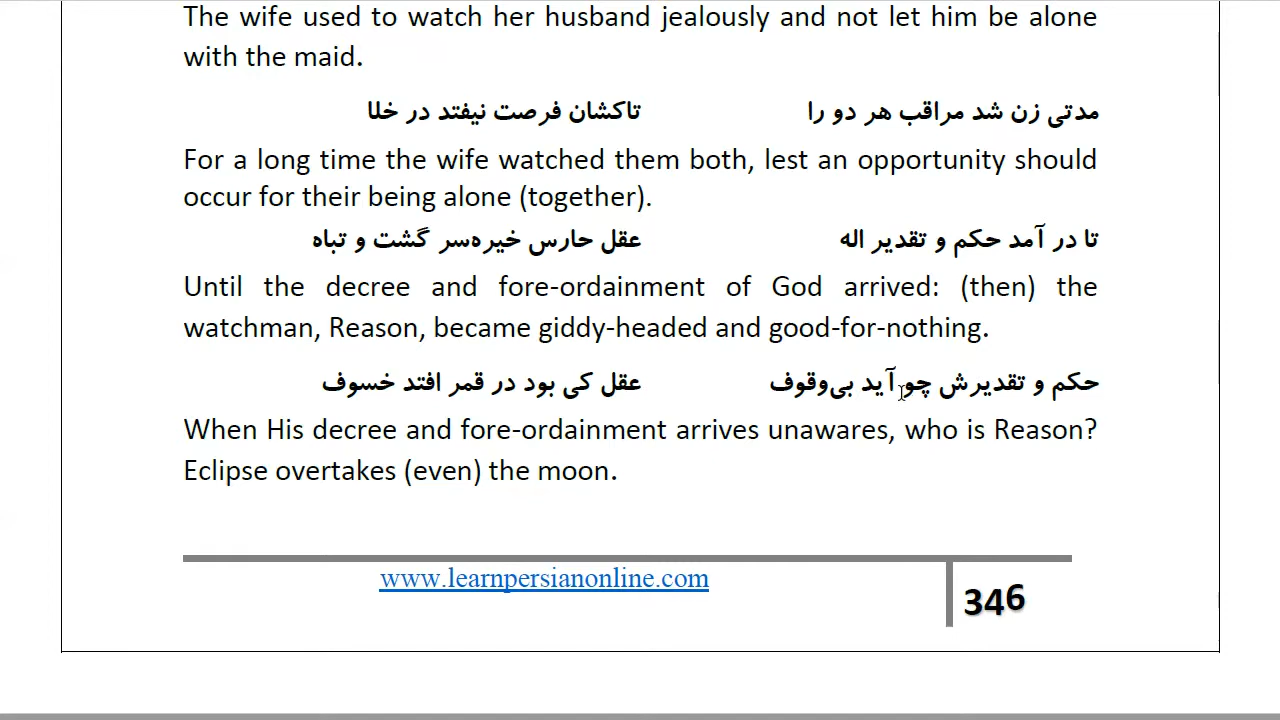 The wife used to watch her husband jealously and not let him be alone
with the maid.
مدتی زن شد مراقب هر دو را تاکشان فرصت نیفتد در خلا
For a long time the wife watched them both, lest an opportunity should
occur for their being alone (together).
تا در آمد حکم و تقدیر اله عقل حارس خیره‌سر گشت و تباه
Until the decree and fore-ordainment of God arrived: (then) the
watchman, Reason, became giddy-headed and good-for-nothing.
حکم و تقدیرش چو آید بی‌وقوف عقل کی بود در قمر افتد خسوف
When His decree and fore-ordainment arrives unawares, who is Reason?
Eclipse overtakes (even) the moon.
www.learnpersianonline.com
346